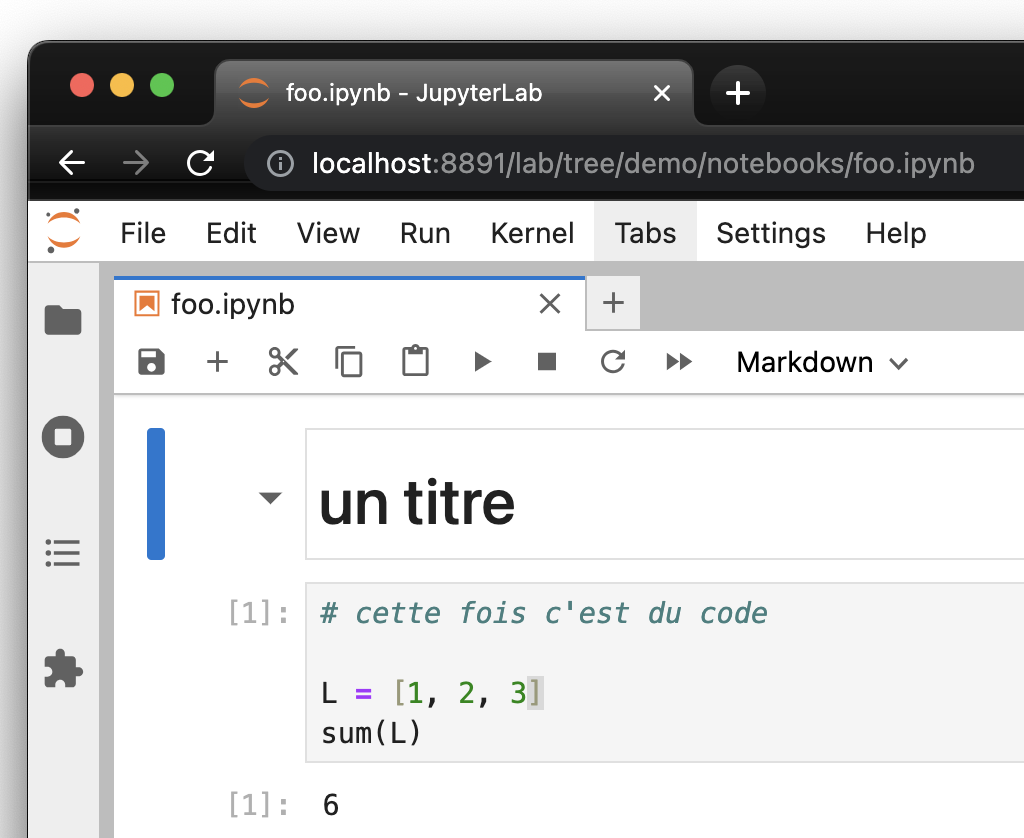 foo.ipynb - JupyterLab
localhost:8891/lab/tree/demo/notebooks/foo.ipynb
File Edit View Run Kernel Tabs Settings Help
foo.ipynb
Markdown
un titre
[1]: # cette fois c'est du code
L = [1, 2, 3]
sum(L)
[1]: 6